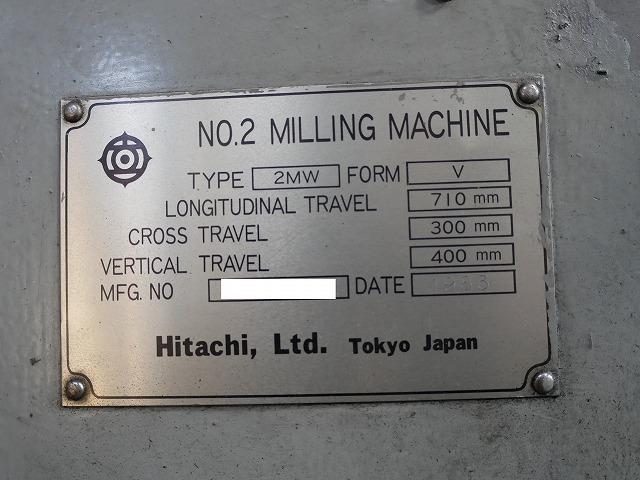 NO.2 MILLING MACHINE
TYPE 2MW FORM V
LONGITUDINAL TRAVEL 710 mm
CROSS TRAVEL 300 mm
VERTICAL TRAVEL 400 mm
MFG. NO DATE
Hitachi, Ltd. Tokyo Japan